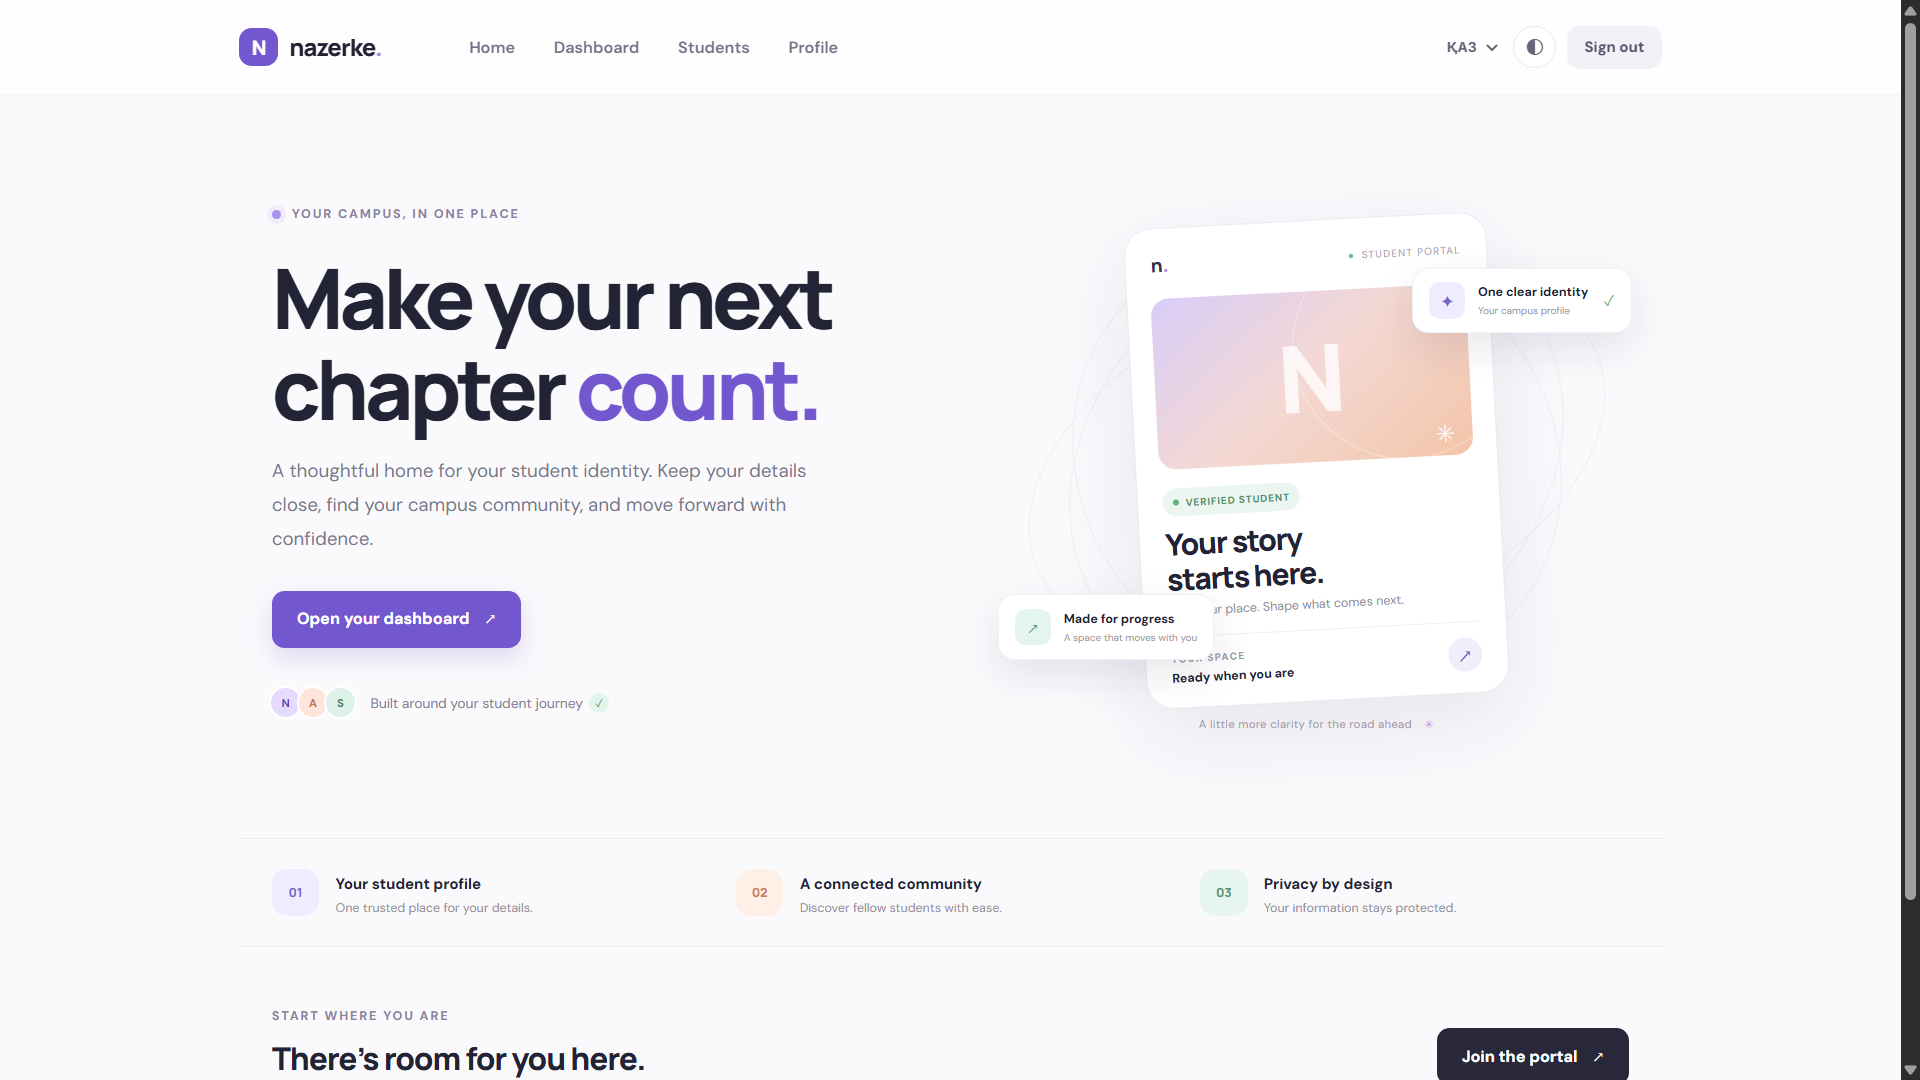 N nazerke.
Home
Dashboard
Students
Profile
ҚАЗ
Sign out
YOUR CAMPUS, IN ONE PLACE
Make your next
chapter count.
A thoughtful home for your student identity. Keep your details
close, find your campus community, and move forward with
confidence.
Open your dashboard ↗
N A S Built around your student journey ✓
n.
STUDENT PORTAL
One clear identity
Your campus profile
N
VERIFIED STUDENT
Your story
starts here.
place. Shape what comes next.
Made for progress
A space that moves with you
SPACE
Ready when you are
A little more clarity for the road ahead
01
Your student profile
One trusted place for your details.
02
A connected community
Discover fellow students with ease.
03
Privacy by design
Your information stays protected.
START WHERE YOU ARE
There’s room for you here.
Join the portal ↗